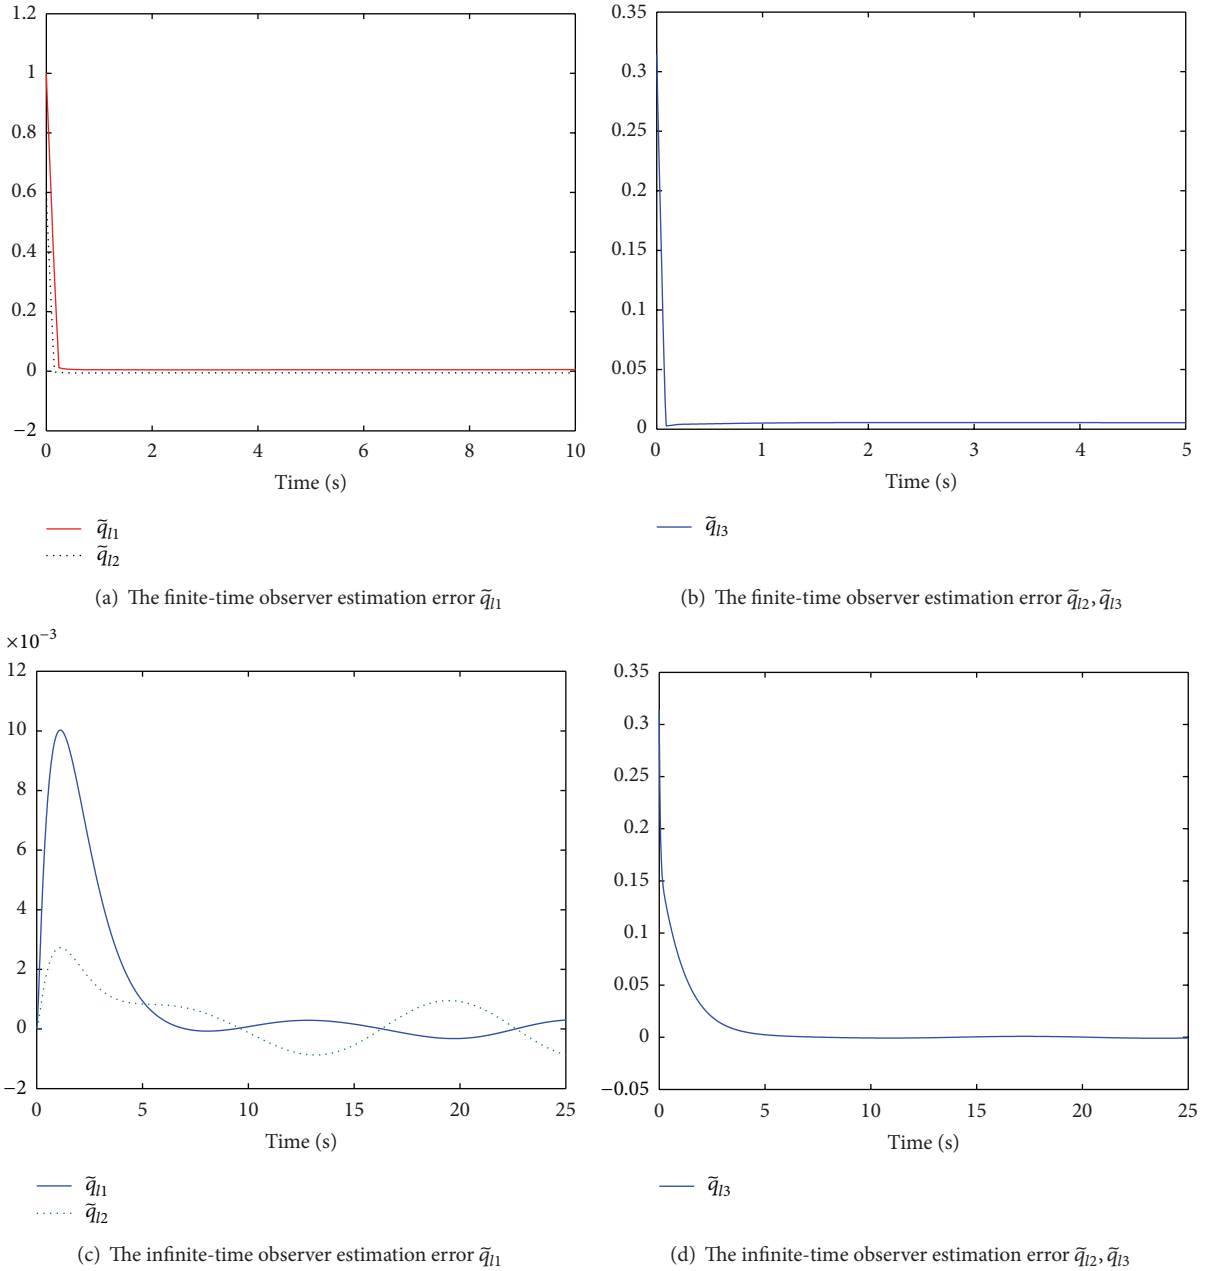 1.2
1
0.8
0.6
0.4
0.2
0
−2
0 2 4 6 8 10
Time (s)
q̃l1
q̃l2
(a) The finite-time observer estimation error q̃l1
0.35
0.3
0.25
0.2
0.15
0.1
0.05
0
0 1 2 3 4 5
Time (s)
q̃l3
(b) The finite-time observer estimation error q̃l2, q̃l3
×10−3
12
10
8
6
4
2
0
−2
0 5 10 15 20 25
Time (s)
q̃l1
q̃l2
(c) The infinite-time observer estimation error q̃l1
0.35
0.3
0.25
0.2
0.15
0.1
0.05
0
−0.05
0 5 10 15 20 25
Time (s)
q̃l3
(d) The infinite-time observer estimation error q̃l2, q̃l3